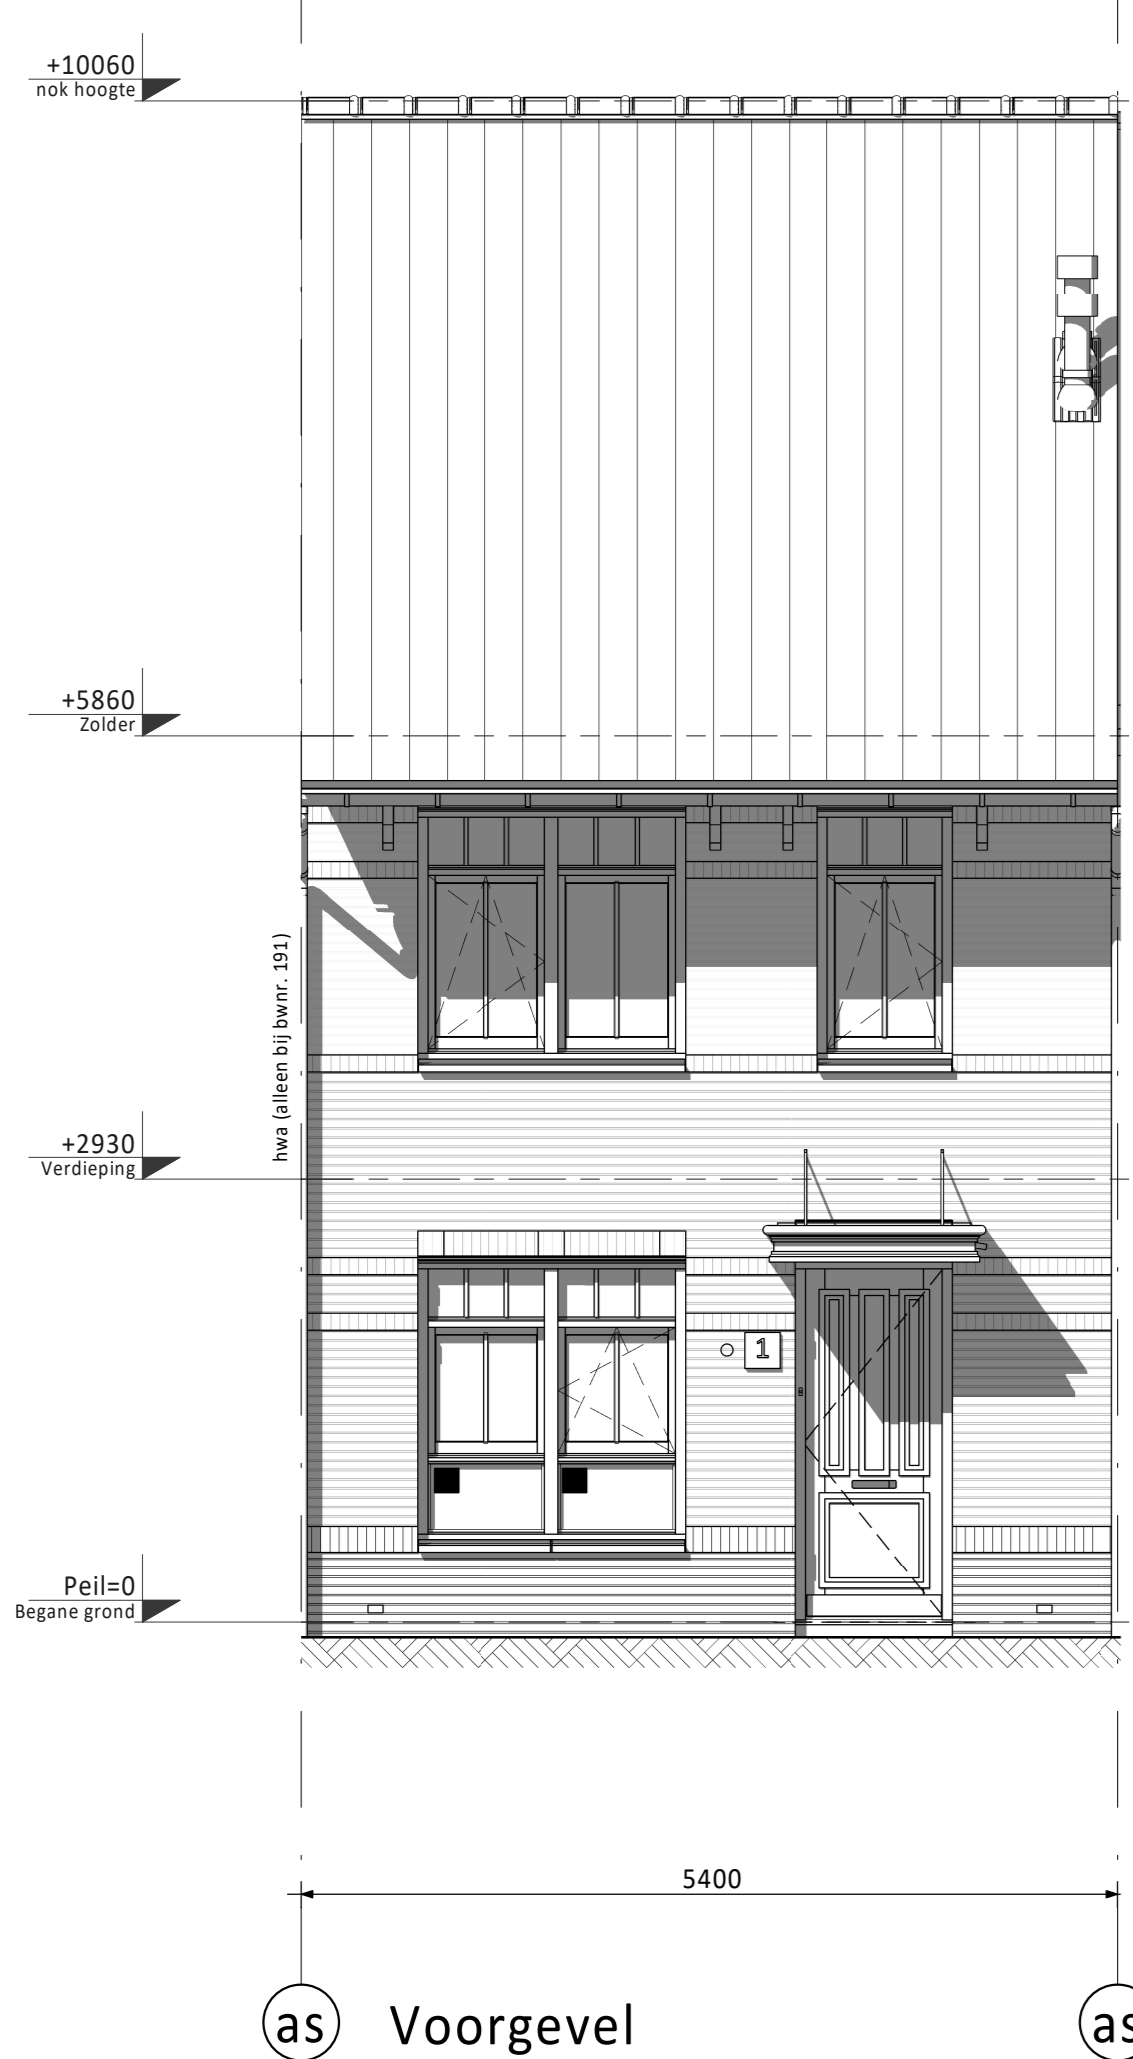 +10060
nok hoogte
+5860
Zolder
hwa (alleen bij bwnr. 191)
+2930
Verdieping
1
Peil=0
Begane grond
5400
as
Voorgevel
as